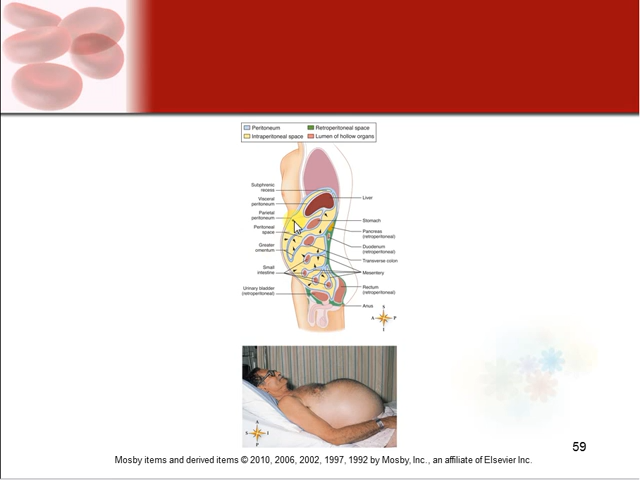 Peritoneum
Retroperitoneal space
Intraperitoneal space
Lumen of hollow organs
Subphrenic
recess
Visceral
peritoneum
Parietal
peritoneum
Peritoneal
space
Greater
omentum
Small
intestine
Urinary bladder
(retroperitoneal)
Liver
Stomach
Pancreas
(retroperitoneal)
Duodenum
(retroperitoneal)
Transverse colon
Mesentery
Rectum
(retroperitoneal)
Anus
S
A P
I
A
S I
P
59
Mosby items and derived items © 2010, 2006, 2002, 1997, 1992 by Mosby, Inc., an affiliate of Elsevier Inc.